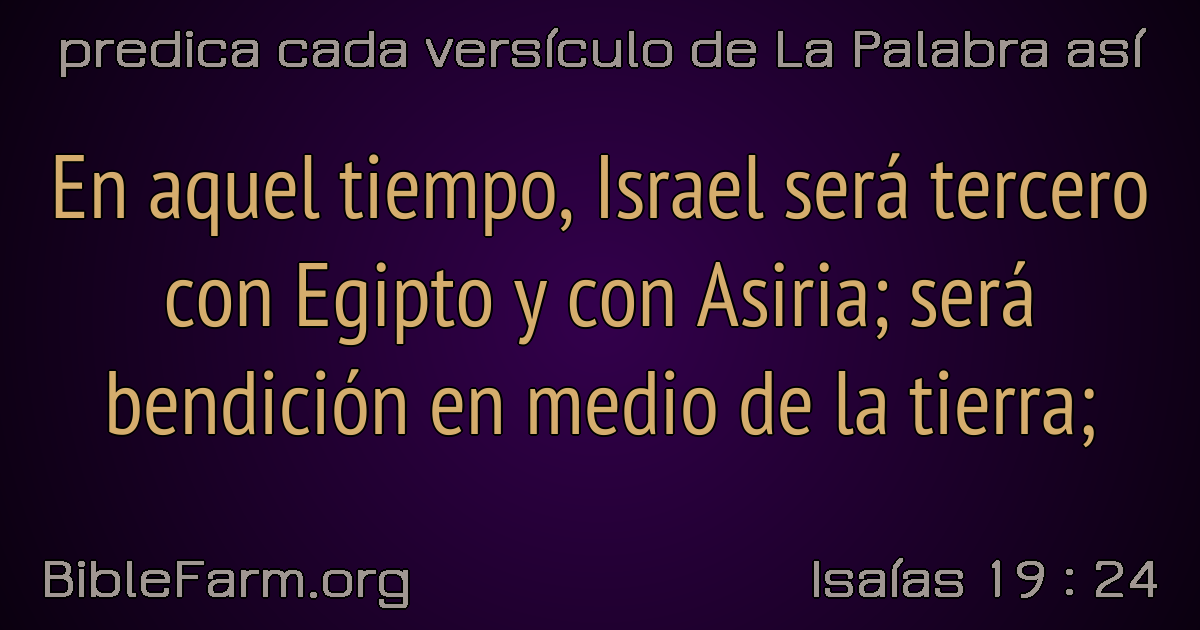 predica cada versículo de La Palabra así
En aquel tiempo, Israel será tercero
con Egipto y con Asiria; será
bendición en medio de la tierra;
BibleFarm.org
Isaías 19 : 24